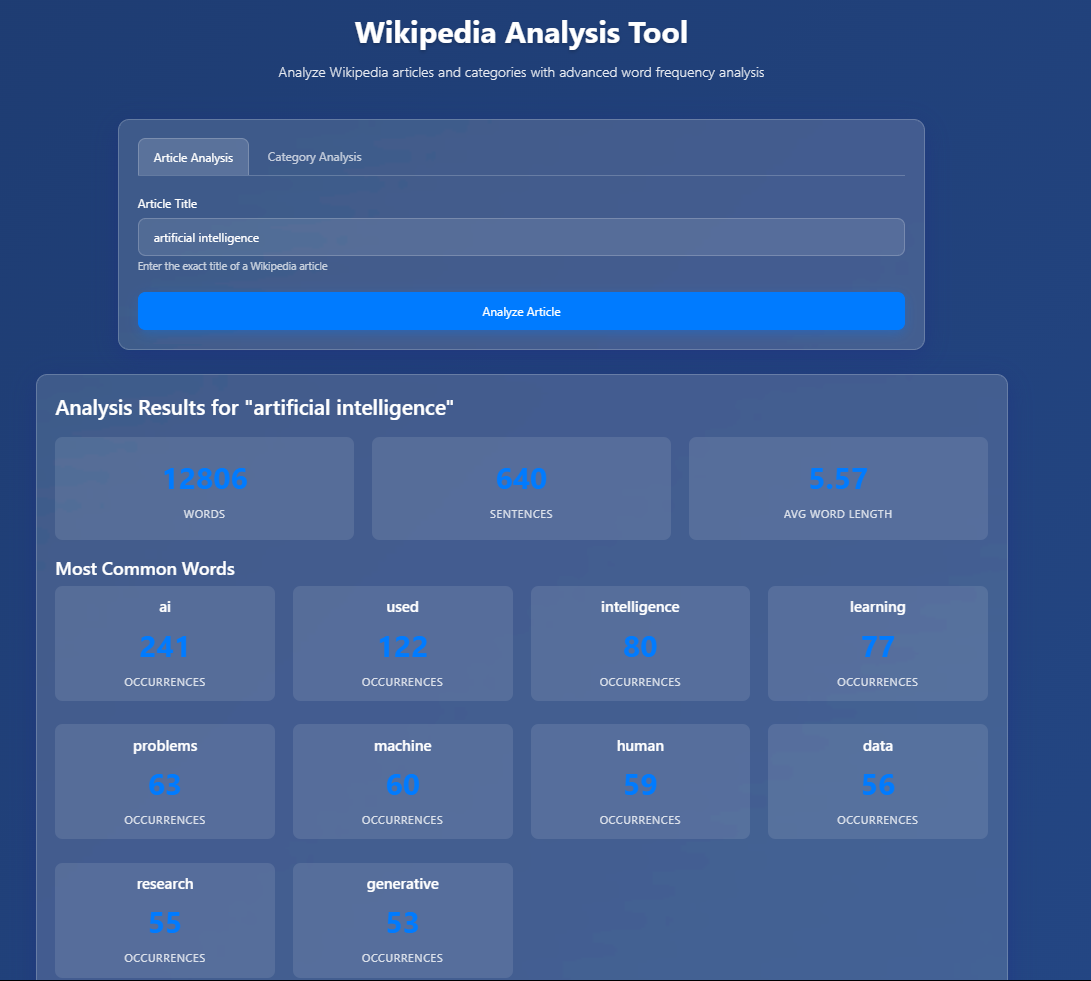 Wikipedia Analysis Tool
Analyze Wikipedia articles and categories with advanced word frequency analysis
Article Analysis Category Analysis
Article Title
artificial intelligence
Enter the exact title of a Wikipedia article
Analyze Article
Analysis Results for "artificial intelligence"
12806 640 5.57
WORDS SENTENCES AVG WORD LENGTH
Most Common Words
ai used intelligence learning
241 122 80 77
OCCURRENCES OCCURRENCES OCCURRENCES OCCURRENCES
problems machine human data
63 60 59 56
OCCURRENCES OCCURRENCES OCCURRENCES OCCURRENCES
research generative
55 53
OCCURRENCES OCCURRENCES